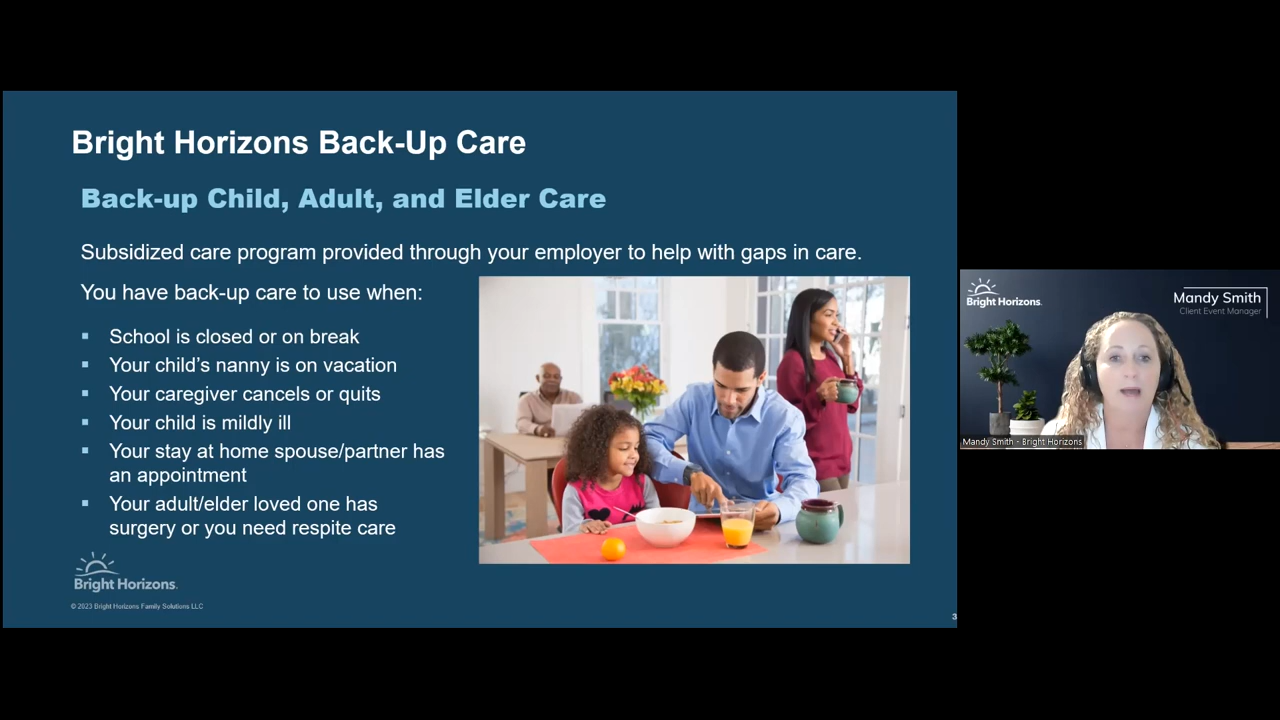 Bright Horizons Back-Up Care
Back-up Child, Adult, and Elder Care
Subsidized care program provided through your employer to help with gaps in care.
You have back-up care to use when:
▪ School is closed or on break
▪ Your child’s nanny is on vacation
▪ Your caregiver cancels or quits
▪ Your child is mildly ill
▪ Your stay at home spouse/partner has
an appointment
▪ Your adult/elder loved one has
surgery or you need respite care
Bright Horizons.
© 2023 Bright Horizons Family Solutions LLC
3
Bright Horizons.
Mandy Smith
Client Event Manager
Mandy Smith - Bright Horizons